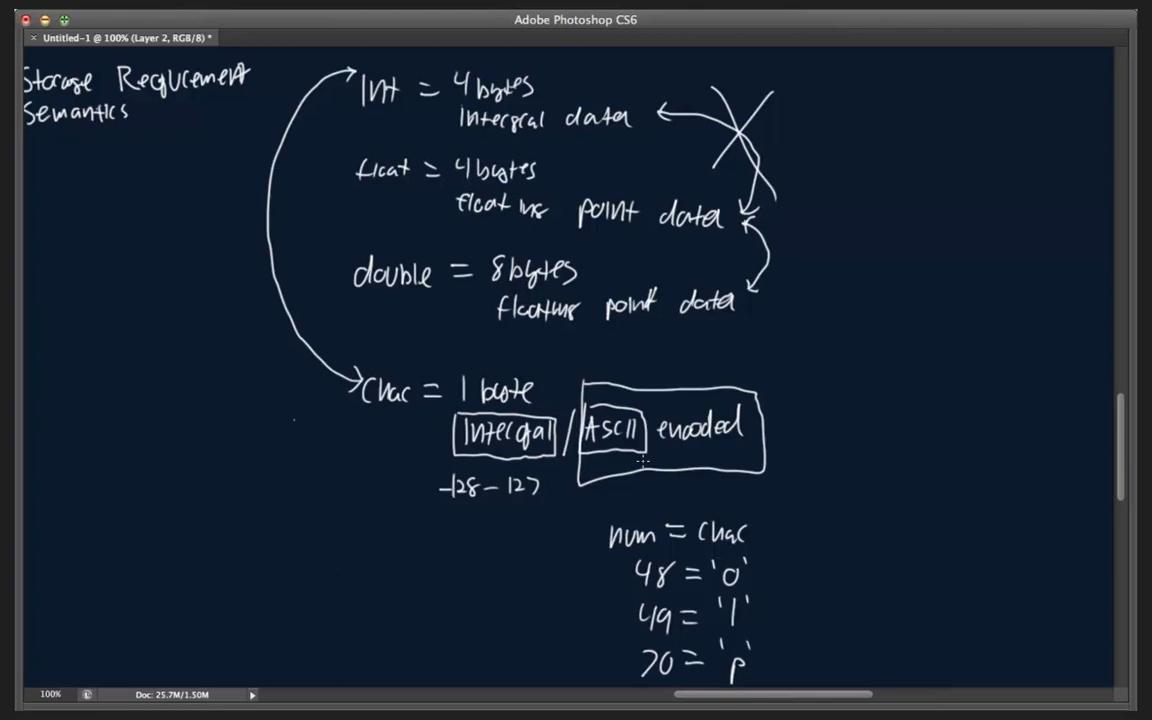 Adobe Photoshop CS6
× Untitled-1 @ 100% (Layer 2, RGB/8) *
Storage Requrement
Semantics
Int = 4 bytes
Intergral data
float = 4 bytes
floating point data
double = 8 bytes
floating point data
Char = 1 byte
Intergal / ASCII encoded
-128 - 127
num = char
48 = '0'
49 = '1'
70 = 'p'
100% Doc: 25.7M/1.50M